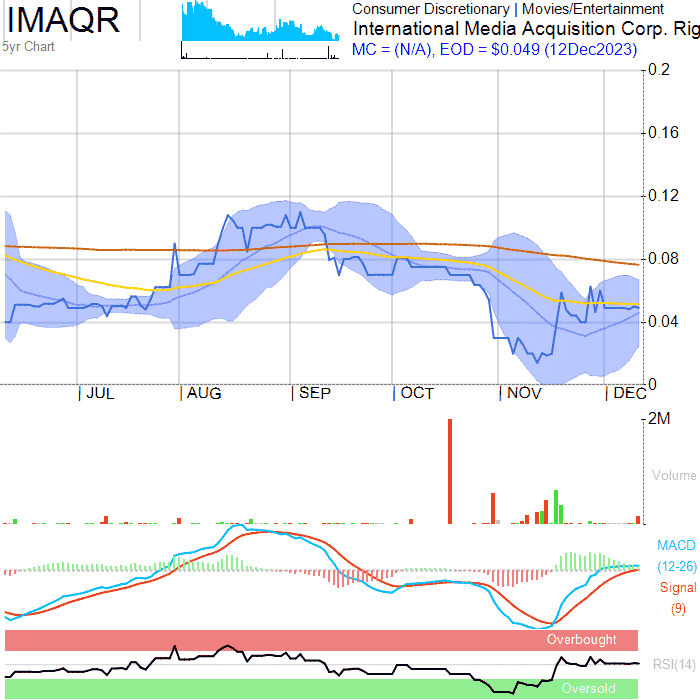 IMAQR
5yr Chart
Consumer Discretionary | Movies/Entertainment
International Media Acquisition Corp. Rig
MC = (N/A), EOD = $0.049 (12Dec2023)
0.2
0.16
0.12
0.08
0.04
0
JUL AUG SEP OCT NOV DEC
2M
Volume
MACD
(12-26)
Signal
(9)
Overbought
RSI(14)
Oversold